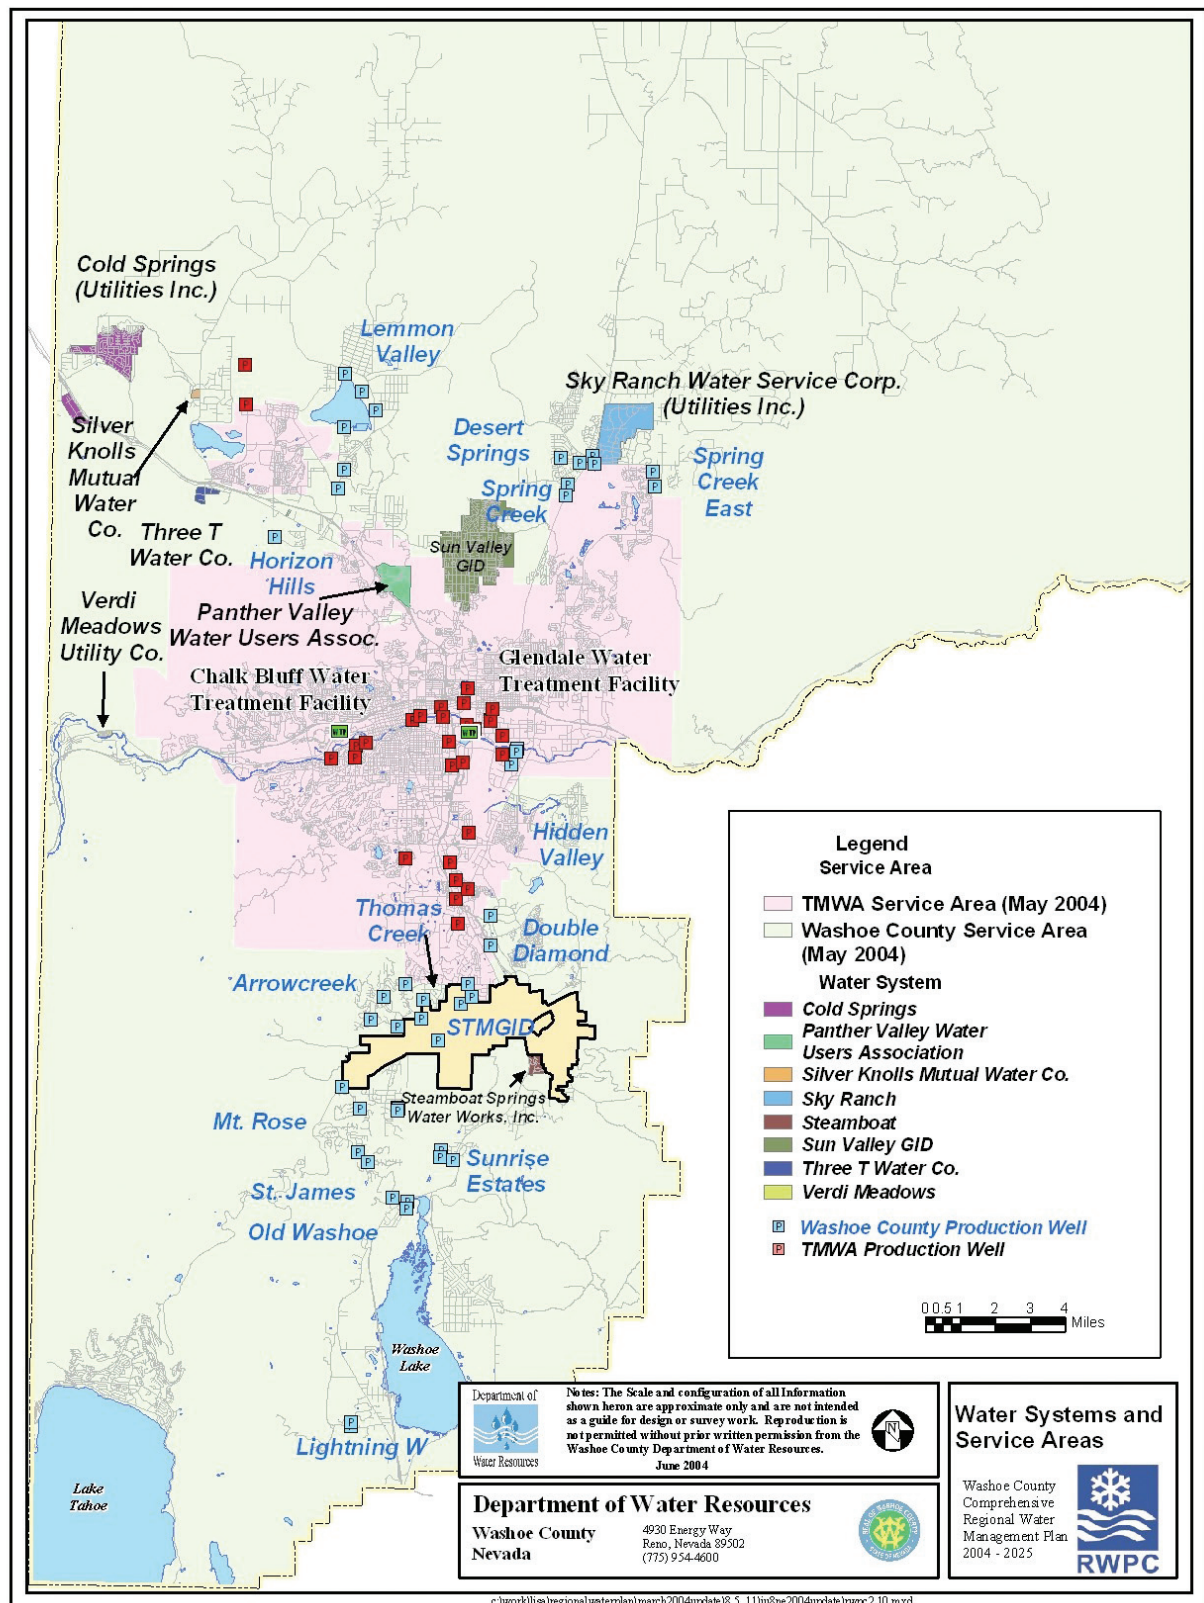 Cold Springs
(Utilities Inc.)
Lemmon
Valley
Sky Ranch Water Service Corp.
(Utilities Inc.)
Silver
Knolls
Mutual
Water
Co.
Desert
Springs
Spring
Creek
Spring
Creek
East
Three T
Water Co.
Horizon
Hills
Sun Valley
GID
Panther Valley
Water Users Assoc.
Verdi
Meadows
Utility Co.
Chalk Bluff Water
Treatment Facility
Glendale Water
Treatment Facility
WTP
WTP
Hidden
Valley
Thomas
Creek
Double
Diamond
Arrowcreek
STMGID
Steamboat Springs
Water Works, Inc.
Mt. Rose
Sunrise
Estates
St. James
Old Washoe
Washoe
Lake
Lightning W
Lake
Tahoe
Legend
Service Area
TMWA Service Area (May 2004)
Washoe County Service Area
(May 2004)
Water System
Cold Springs
Panther Valley Water
Users Association
Silver Knolls Mutual Water Co.
Sky Ranch
Steamboat
Sun Valley GID
Three T Water Co.
Verdi Meadows
P Washoe County Production Well
P TMWA Production Well
0 0.5 1 2 3 4
Miles
Department of
Water Resources
Notes: The Scale and configuration of all Information
shown heron are approximate only and are not intended
as a guide for design or survey work. Reproduction is
not permitted without prior written permission from the
Washoe County Department of Water Resources.
June 2004
N
Department of Water Resources
Washoe County
Nevada
4930 Energy Way
Reno, Nevada 89502
(775) 954-4600
Water Systems and
Service Areas
Washoe County
Comprehensive
Regional Water
Management Plan
2004 - 2025
RWPC